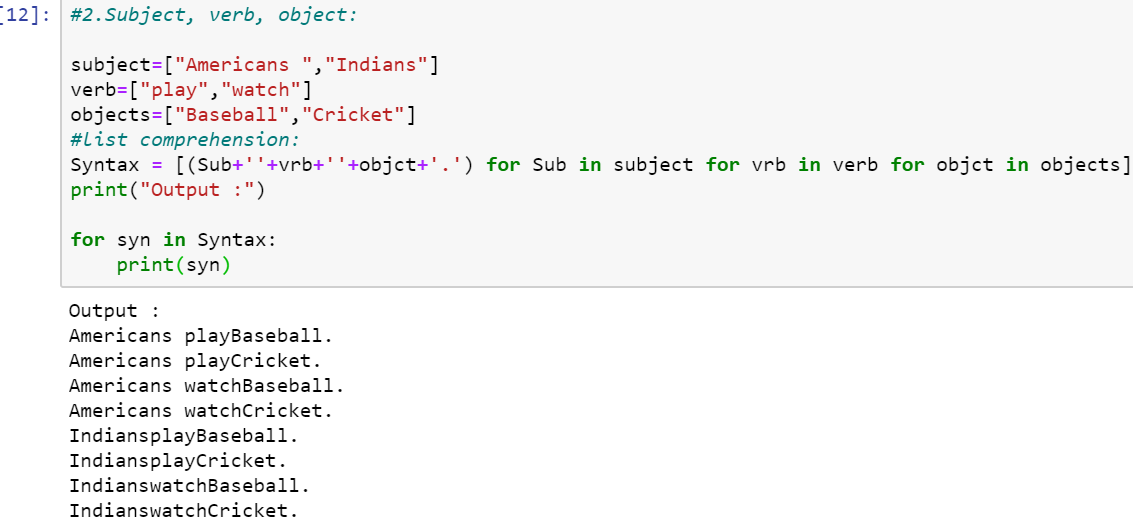 [12]: #2.Subject, verb, object:
subject=["Americans ","Indians"]
verb=["play","watch"]
objects=["Baseball","Cricket"]
#list comprehension:
Syntax = [(Sub+''+vrb+''+objct+'.') for Sub in subject for vrb in verb for objct in objects]
print("Output :")
for syn in Syntax:
    print(syn)
Output :
Americans playBaseball.
Americans playCricket.
Americans watchBaseball.
Americans watchCricket.
IndiansplayBaseball.
IndiansplayCricket.
IndianswatchBaseball.
IndianswatchCricket.